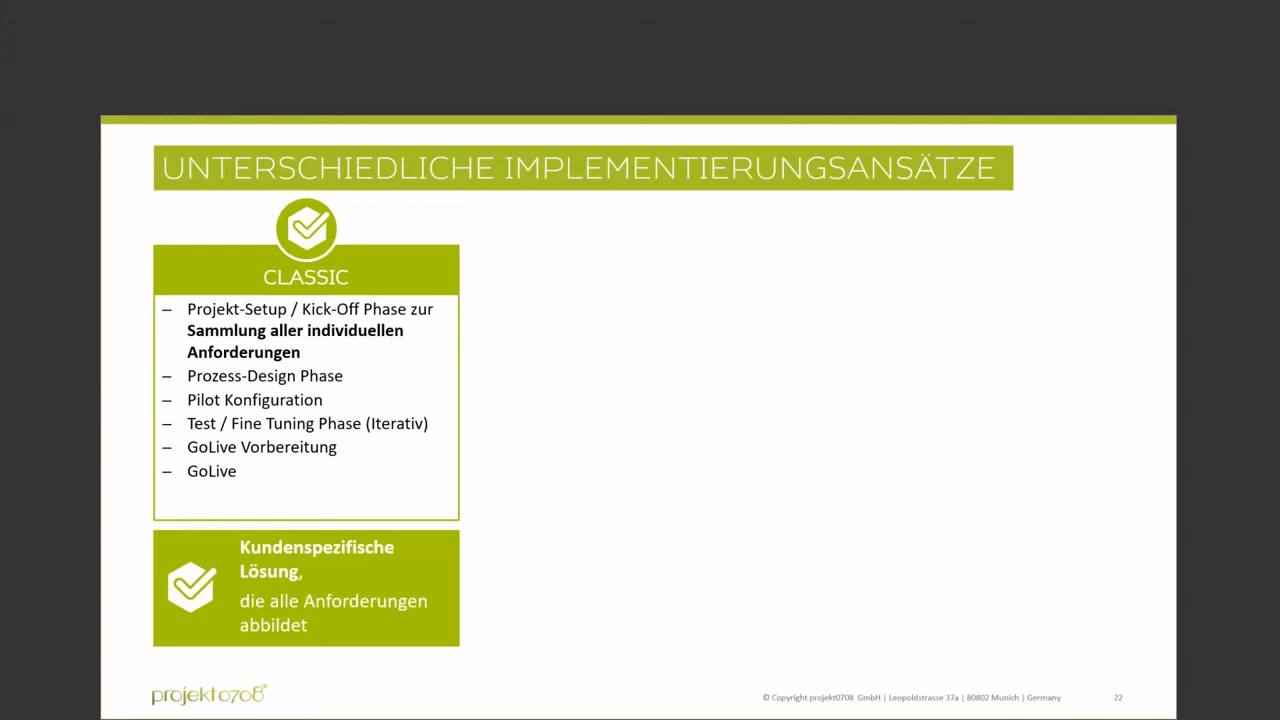 UNTERSCHIEDLICHE IMPLEMENTIERUNGSANSÄTZE
CLASSIC
– Projekt-Setup / Kick-Off Phase zur
Sammlung aller individuellen
Anforderungen
– Prozess-Design Phase
– Pilot Konfiguration
– Test / Fine Tuning Phase (Iterativ)
– GoLive Vorbereitung
– GoLive
Kundenspezifische
Lösung,
die alle Anforderungen
abbildet
projekt0708®
© Copyright projekt0708 GmbH | Leopoldstrasse 37a | 80802 Munich | Germany
22